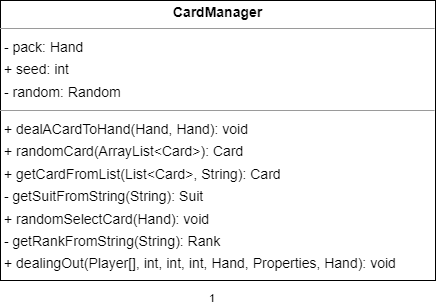 CardManager
- pack: Hand
+ seed: int
- random: Random
+ dealACardToHand(Hand, Hand): void
+ randomCard(ArrayList<Card>): Card
+ getCardFromList(List<Card>, String): Card
- getSuitFromString(String): Suit
+ randomSelectCard(Hand): void
- getRankFromString(String): Rank
+ dealingOut(Player[], int, int, int, Hand, Properties, Hand): void
1